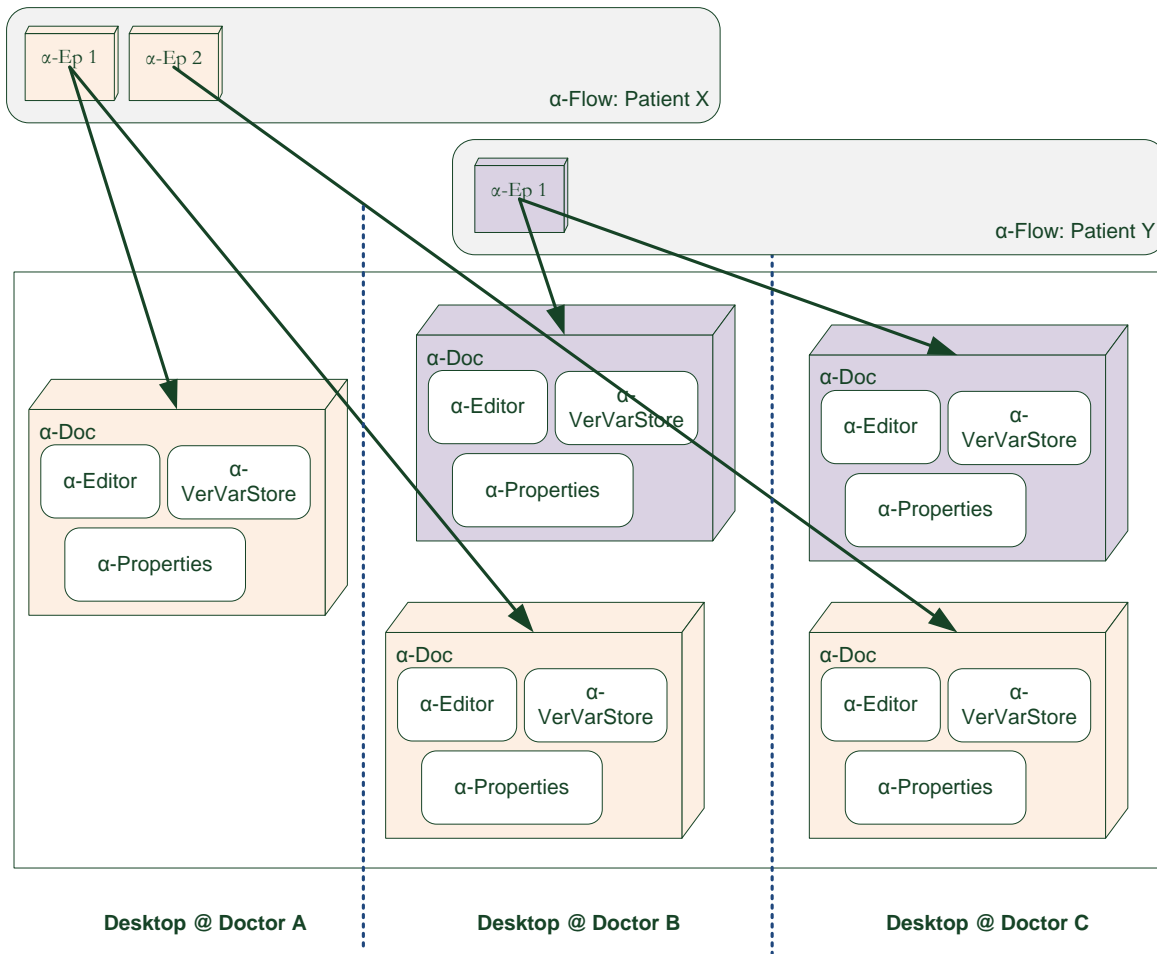 α-Ep 1
α-Ep 2
α-Flow: Patient X
α-Ep 1
α-Flow: Patient Y
α-Doc
α-Editor
α-
VerVarStore
α-Properties
α-Doc
α-Editor
α-
VerVarStore
α-Properties
α-Doc
α-Editor
α-
VerVarStore
α-Properties
α-Doc
α-Editor
α-
VerVarStore
α-Properties
α-Doc
α-Editor
α-
VerVarStore
α-Properties
Desktop @ Doctor A
Desktop @ Doctor B
Desktop @ Doctor C